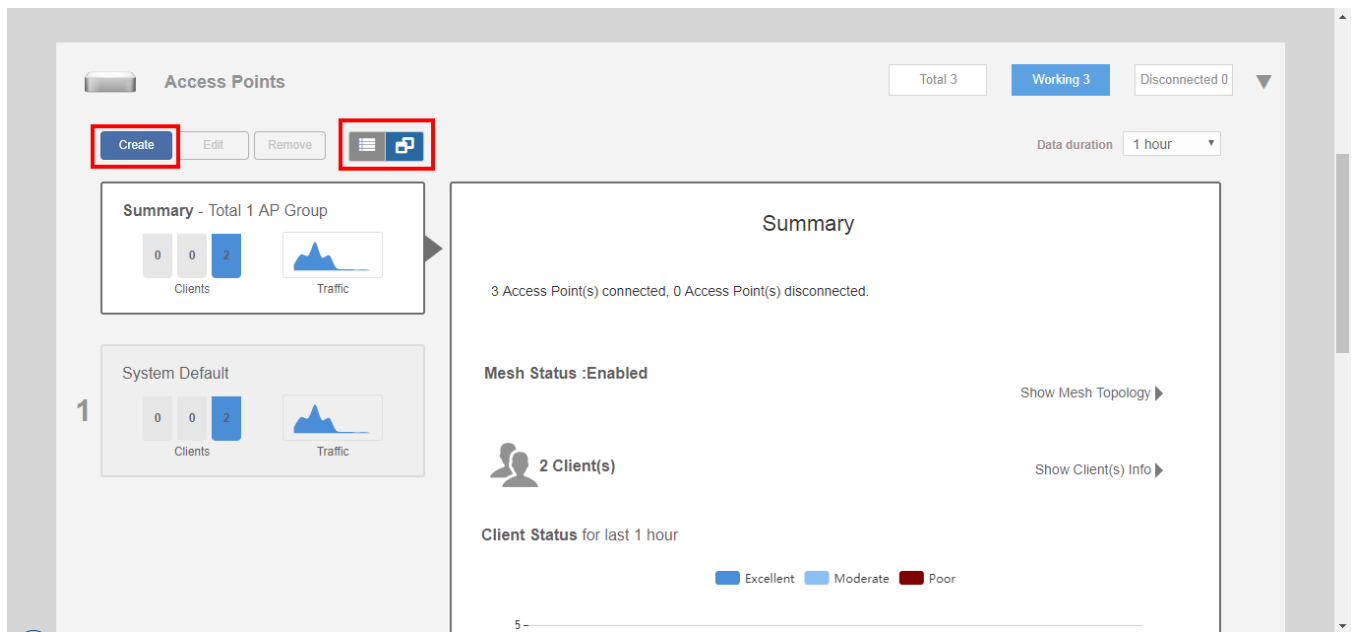 Access Points
Total 3
Working 3
Disconnected 0
Create
Edit
Remove
Data duration
1 hour
Summary - Total 1 AP Group
0 0 2
Clients
Traffic
1
System Default
0 0 2
Clients
Traffic
Summary
3 Access Point(s) connected, 0 Access Point(s) disconnected.
Mesh Status :Enabled
Show Mesh Topology
2 Client(s)
Show Client(s) Info
Client Status for last 1 hour
Excellent Moderate Poor
5